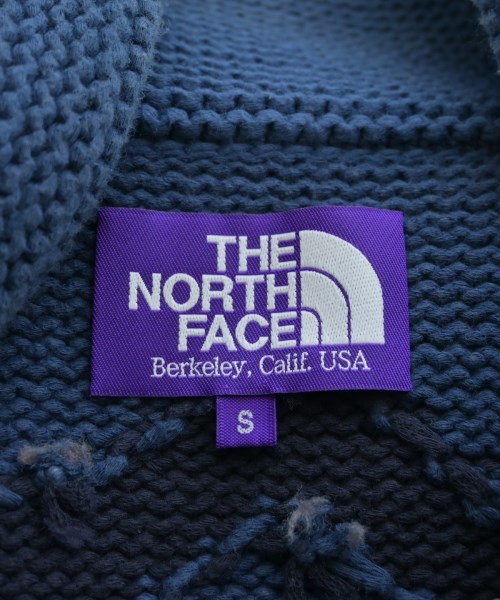 THE
NORTH
FACE
Berkeley, Calif. USA
S